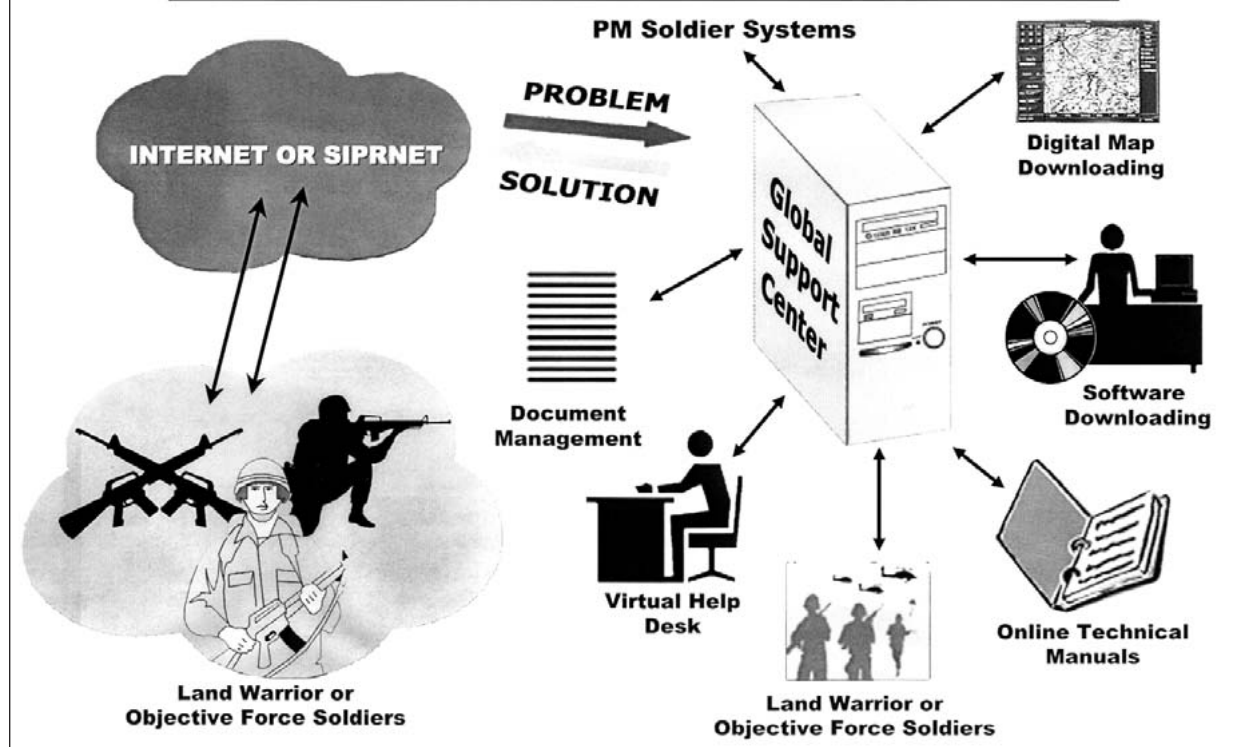 PM Soldier Systems
PROBLEM
SOLUTION
INTERNET OR SIPRNET
Digital Map
Downloading
Global
Support
Center
Software
Downloading
Document
Management
Virtual Help
Desk
Online Technical
Manuals
Land Warrior or
Objective Force Soldiers
Land Warrior or
Objective Force Soldiers